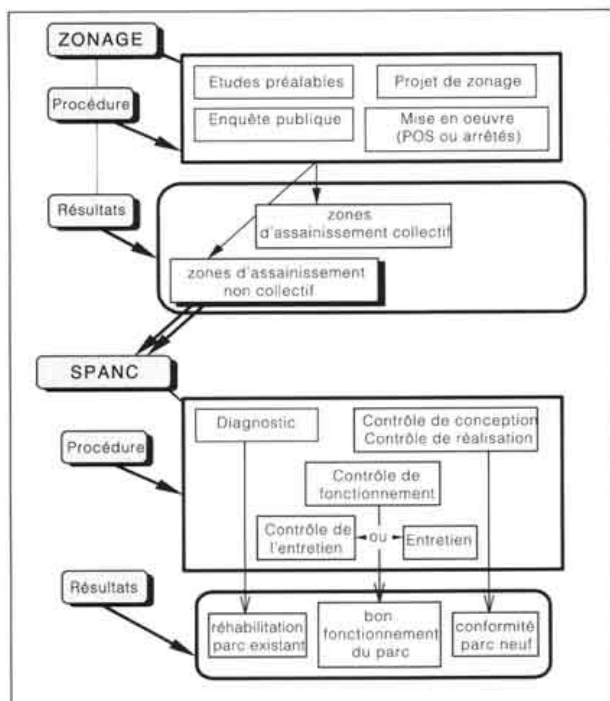 ZONAGE
Etudes préalables
Projet de zonage
Procédure
Enquête publique
Mise en oeuvre
(POS ou arrêtés)
Résultats
zones
d'assainissement collectif
zones d'assainissement
non collectif
SPANC
Diagnostic
Contrôle de conception
Contrôle de réalisation
Procédure
Contrôle de
fonctionnement
Contrôle de
l'entretien
ou
Entretien
Résultats
réhabilitation
parc existant
bon
fonctionnement
du parc
conformité
parc neuf